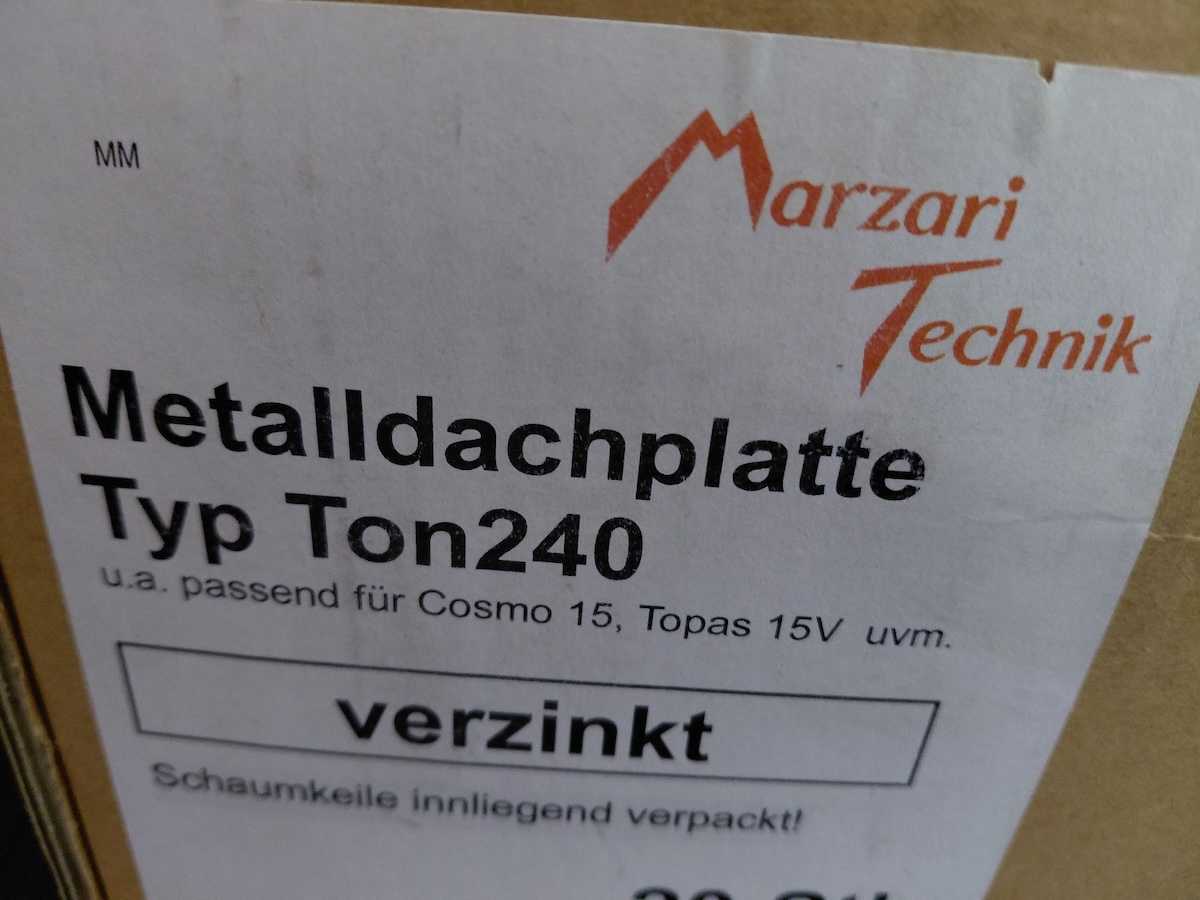 MM
Marzari
Technik
Metalldachplatte
Typ Ton240
u.a. passend für Cosmo 15, Topas 15V uvm.
verzinkt
Schaumkeile innliegend verpackt!